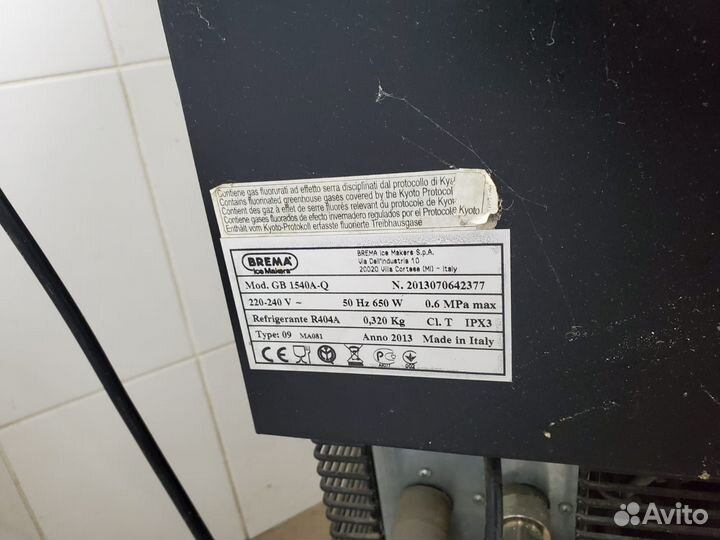 Contiene gas fluorurati ad effetto serra disciplinati dal protocollo di
Contains fluorinated greenhouse gases covered by the Kyoto Protocol
Contient des gaz à effet de serre fluorés relevant du protocole de
Contiene gases fluorados de efecto invernadero regulados por el Protocolo Kyoto
Enthält vom Kyoto-Protokoll erfasste fluorierte Treibhausgase
BREMA
Ice Makers
BREMA Ice Makers S.p.A.
Via Dell'Industria 10
20020 Villa Cortese (MI) - Italy
Mod. GB 1540A-Q N. 2013070642377
220-240 V ~ 50 Hz 650 W 0.6 MPa max
Refrigerante R404A 0,320 Kg Cl. T IPX3
Type: 09 MA081 Anno 2013 Made in Italy
CE
Avito